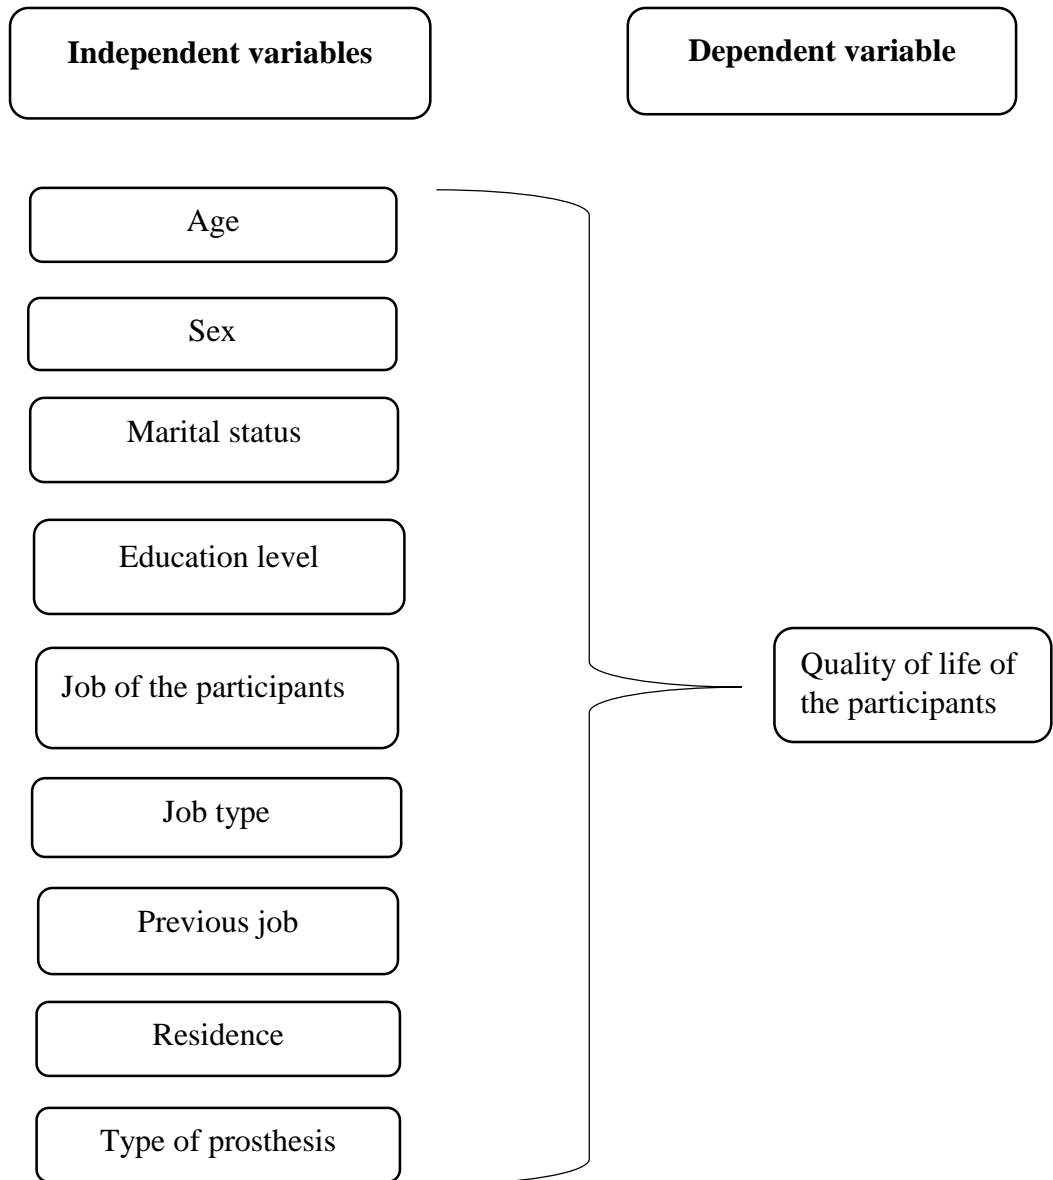 Independent variables
Dependent variable
Age
Sex
Marital status
Education level
Job of the participants
Job type
Previous job
Residence
Type of prosthesis
Quality of life of
the participants